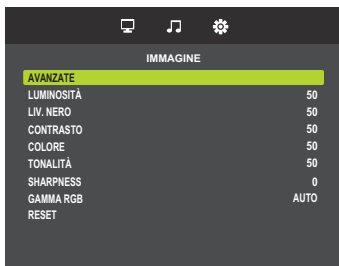 IMMAGINE
AVANZATE
LUMINOSITÀ 50
LIV. NERO 50
CONTRASTO 50
COLORE 50
TONALITÀ 50
SHARPNESS 0
GAMMA RGB AUTO
RESET